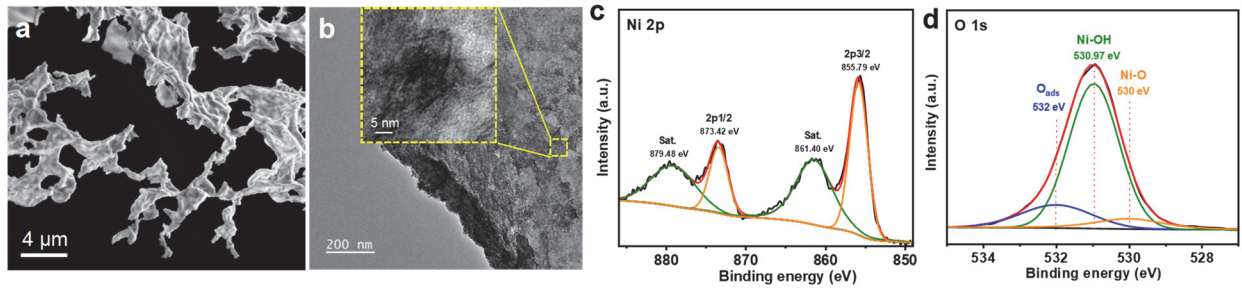 a
4 μm
b
5 nm
200 nm
c
Ni 2p
2p3/2
855.79 eV
2p1/2
873.42 eV
Sat.
861.40 eV
Sat.
879.48 eV
Intensity (a.u.)
880
870
860
850
Binding energy (eV)
d
O 1s
Ni-OH
530.97 eV
Ni-O
530 eV
Oads
532 eV
Intensity (a.u.)
534
532
530
528
Binding energy (eV)